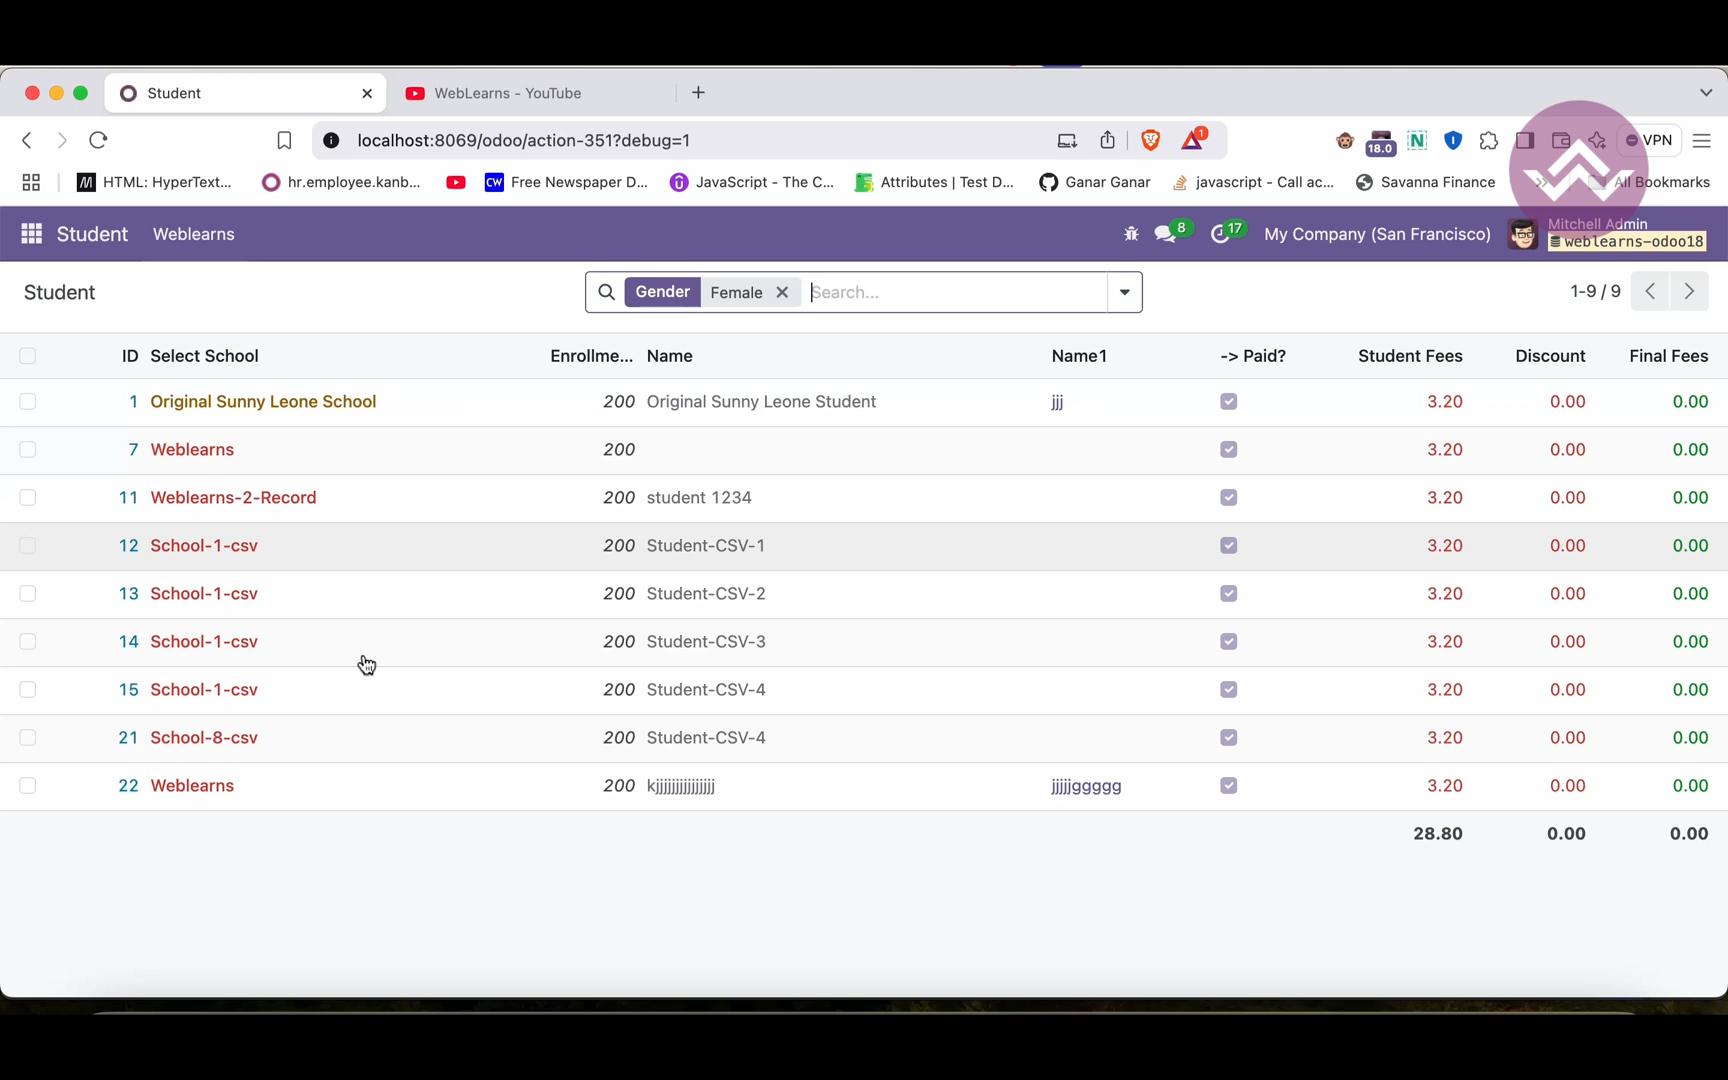 Student
WebLearns - YouTube
localhost:8069/odoo/action-351?debug=1
1
18.0
VPN
HTML: HyperText...
hr.employee.kanb...
CW Free Newspaper D...
JavaScript - The C...
Attributes | Test D...
Ganar Ganar
javascript - Call ac...
Savanna Finance
All Bookmarks
Student Weblearns
8
17
My Company (San Francisco)
Mitchell Admin
weblearns-odoo18
Student
Gender Female Search...
1-9 / 9
ID Select School Enrollme... Name Name1 -> Paid? Student Fees Discount Final Fees
1 Original Sunny Leone School 200 Original Sunny Leone Student jjj 3.20 0.00 0.00
7 Weblearns 200 3.20 0.00 0.00
11 Weblearns-2-Record 200 student 1234 3.20 0.00 0.00
12 School-1-csv 200 Student-CSV-1 3.20 0.00 0.00
13 School-1-csv 200 Student-CSV-2 3.20 0.00 0.00
14 School-1-csv 200 Student-CSV-3 3.20 0.00 0.00
15 School-1-csv 200 Student-CSV-4 3.20 0.00 0.00
21 School-8-csv 200 Student-CSV-4 3.20 0.00 0.00
22 Weblearns 200 3.20 0.00 0.00
28.80 0.00 0.00